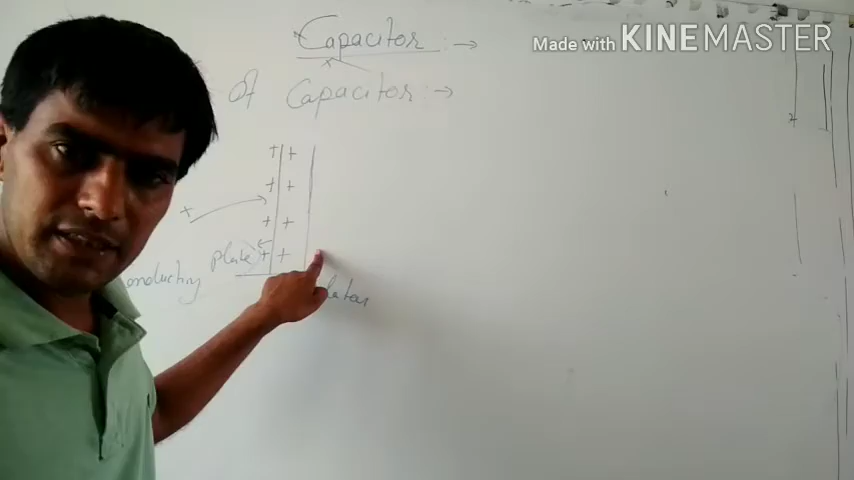 Capacitor :→
Made with KINEMASTER
of Capacitor :→
+ +
+ +
+ +
plate + +
onducting